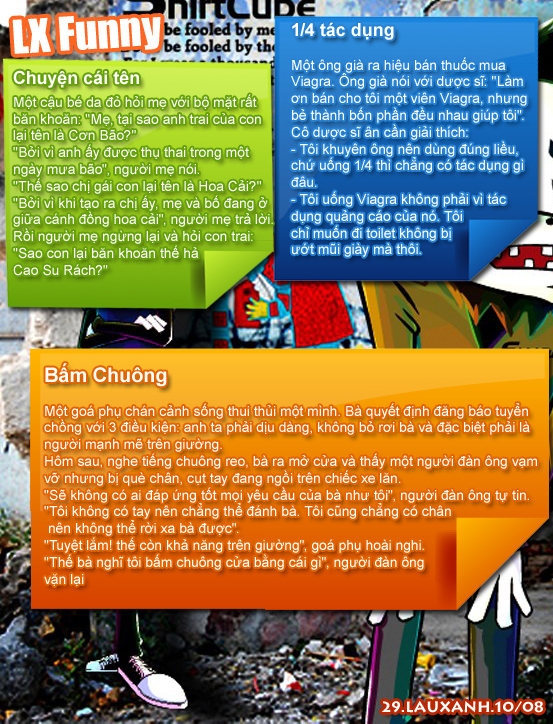 ShiftCube
LX Funny
be fooled by me
be fooled by the
Chuyện cái tên
Một cậu bé da đỏ hỏi mẹ với bộ mặt rất
băn khoăn: "Mẹ, tại sao anh trai của con
lại tên là Cơn Bão?"
"Bởi vì anh ấy được thụ thai trong một
ngày mưa bão", người mẹ nói.
"Thế sao chị gái con lại tên là Hoa Cải?"
"Bởi vì khi tạo ra chị ấy, mẹ và bố đang ở
giữa cánh đồng hoa cải", người mẹ trả lời.
Rồi người mẹ ngừng lại và hỏi con trai:
"Sao con lại băn khoăn thế hả
Cao Su Rách?"
1/4 tác dụng
Một ông già ra hiệu bán thuốc mua
Viagra. Ông già nói với dược sĩ: "Làm
ơn bán cho tôi một viên Viagra, nhưng
bẻ thành bốn phần đều nhau giúp tôi".
Cô dược sĩ ân cần giải thích:
- Tôi khuyên ông nên dùng đúng liều,
chứ uống 1/4 thì chẳng có tác dụng gì
đâu.
- Tôi uống Viagra không phải vì tác
dụng quảng cáo của nó. Tôi
chỉ muốn đi toilet không bị
ướt mũi giày mà thôi.
Bấm Chuông
Một goá phụ chán cảnh sống thui thủi một mình. Bà quyết định đăng báo tuyển
chồng với 3 điều kiện: anh ta phải dịu dàng, không bỏ rơi bà và đặc biệt phải là
người mạnh mẽ trên giường.
Hôm sau, nghe tiếng chuông reo, bà ra mở cửa và thấy một người đàn ông vạm
vỡ nhưng bị què chân, cụt tay đang ngồi trên chiếc xe lăn.
"Sẽ không có ai đáp ứng tốt mọi yêu cầu của bà như tôi", người đàn ông tự tin.
"Tôi không có tay nên chẳng thể đánh bà. Tôi cũng chẳng có chân
nên không thể rời xa bà được".
"Tuyệt lắm! thế còn khả năng trên giường", goá phụ hoài nghi.
"Thế bà nghĩ tôi bấm chuông cửa bằng cái gì", người đàn ông
vặn lại
29.LAUXANH.10/08